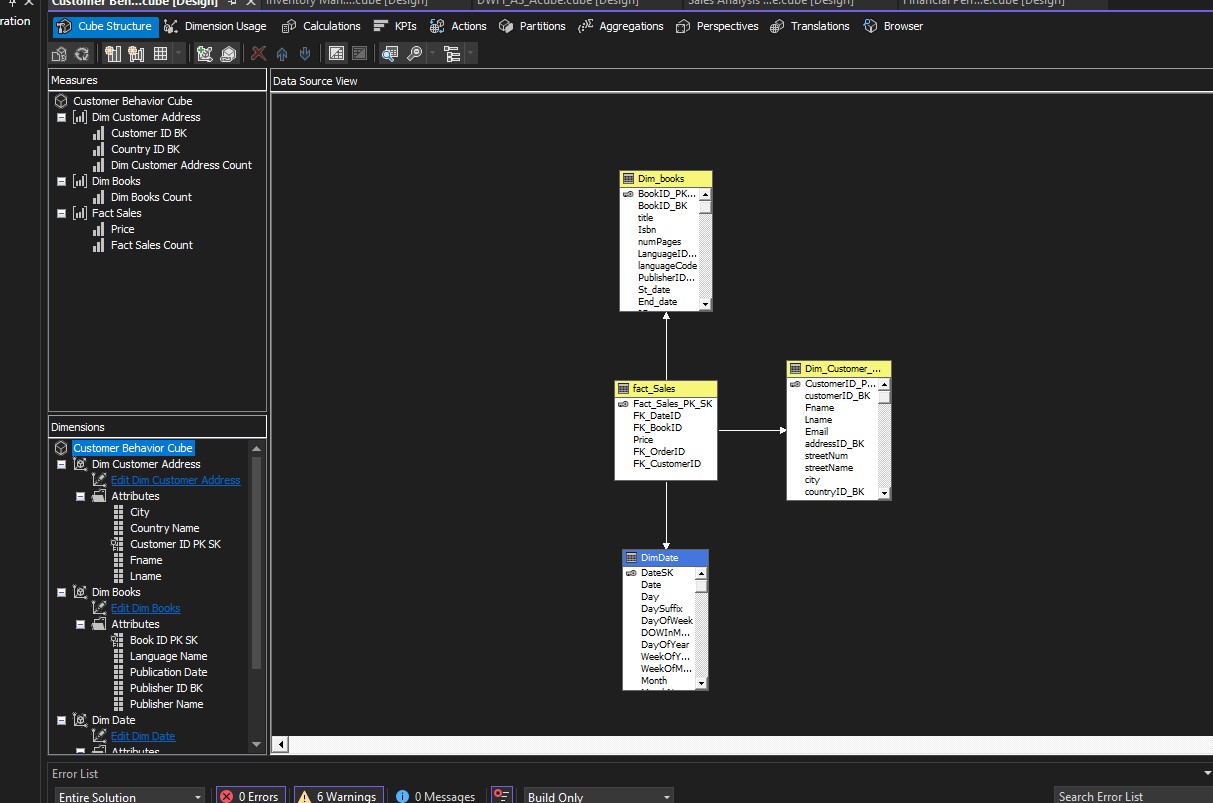 Customer Beh...cube [Design]
Inventory Man....cube [Design]
DWH_A3_Acube.cube [Design]
Sales Analysis ...e.cube [Design]
Financial Perf...e.cube [Design]
ration
Cube Structure
Dimension Usage
Calculations
KPIs
Actions
Partitions
Aggregations
Perspectives
Translations
Browser
Measures
Customer Behavior Cube
Dim Customer Address
Customer ID BK
Country ID BK
Dim Customer Address Count
Dim Books
Dim Books Count
Fact Sales
Price
Fact Sales Count
Dimensions
Customer Behavior Cube
Dim Customer Address
Edit Dim Customer Address
Attributes
City
Country Name
Customer ID PK SK
Fname
Lname
Dim Books
Edit Dim Books
Attributes
Book ID PK SK
Language Name
Publication Date
Publisher ID BK
Publisher Name
Dim Date
Edit Dim Date
Attributes
Data Source View
Dim_books
BookID_PK...
BookID_BK
title
Isbn
numPages
LanguageID...
languageCode
PublisherID...
St_date
End_date
fact_Sales
Fact_Sales_PK_SK
FK_DateID
FK_BookID
Price
FK_OrderID
FK_CustomerID
Dim_Customer_...
CustomerID_P...
customerID_BK
Fname
Lname
Email
addressID_BK
streetNum
streetName
city
countryID_BK
DimDate
DateSK
Date
Day
DaySuffix
DayOfWeek
DOWInM...
DayOfYear
WeekOfY...
WeekOfM...
Month
Error List
Entire Solution
0 Errors
6 Warnings
0 Messages
Build Only
Search Error List